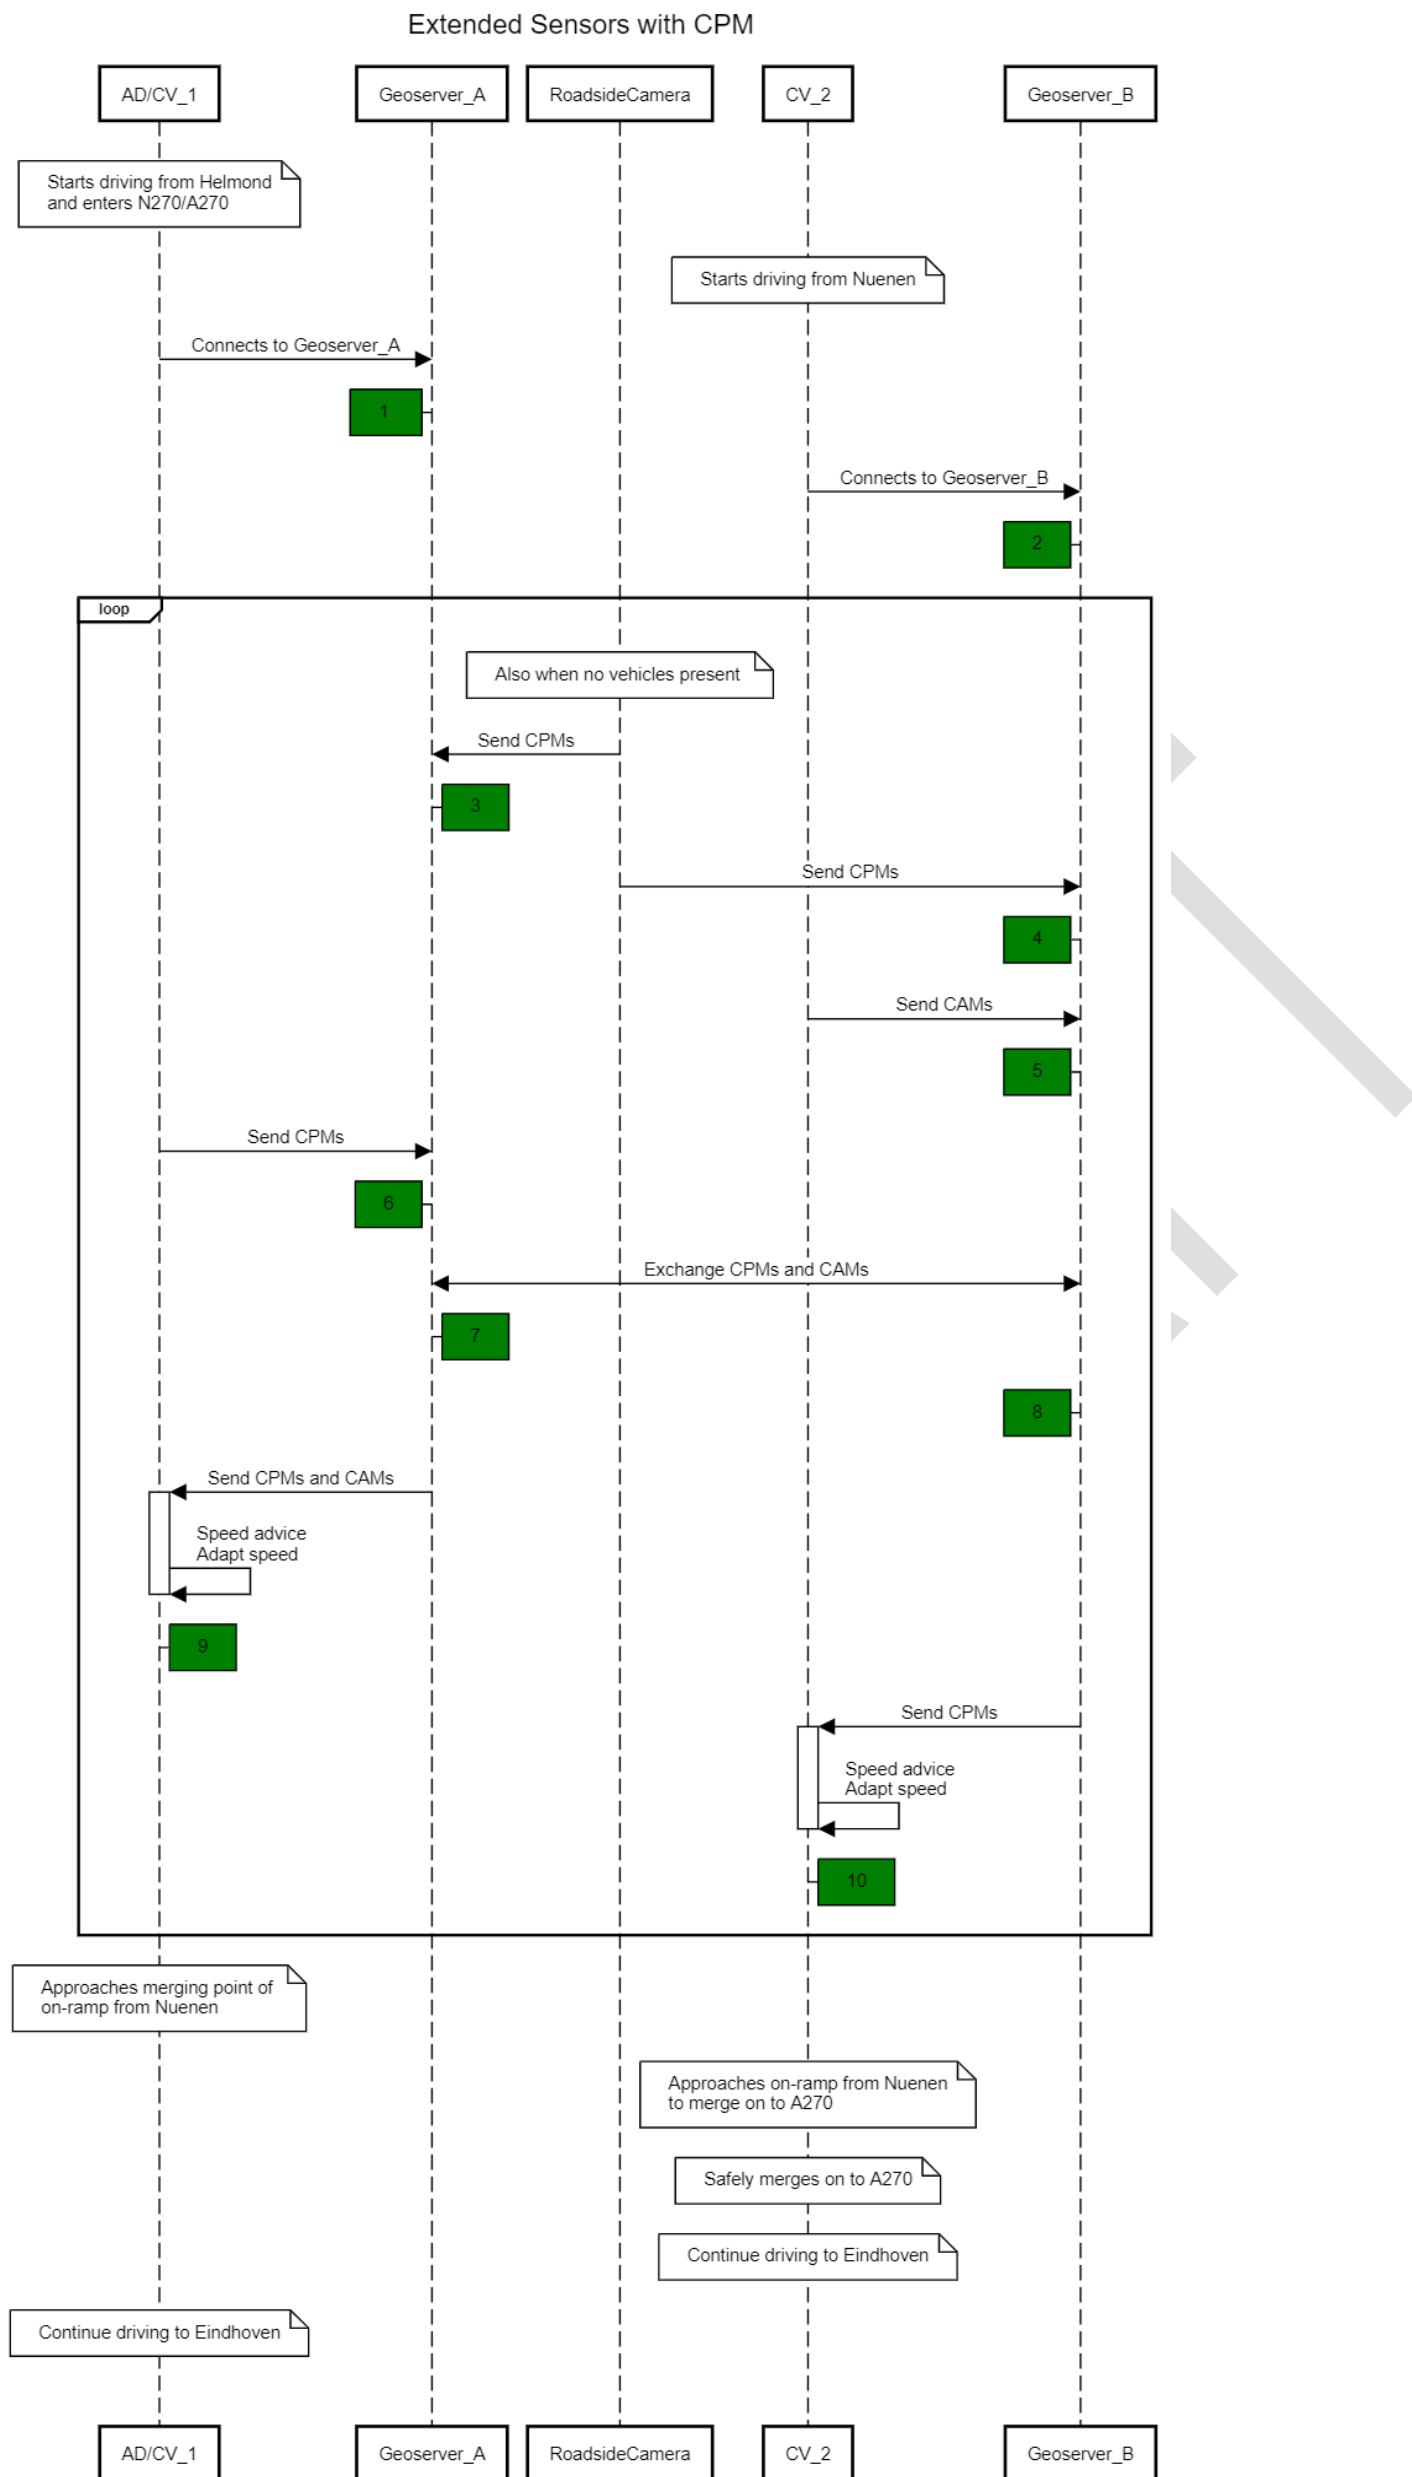 Extended Sensors with CPM
AD/CV_1
Geoserver_A
RoadsideCamera
CV_2
Geoserver_B
Starts driving from Helmond
and enters N270/A270
Starts driving from Nuenen
Connects to Geoserver_A
1
Connects to Geoserver_B
2
loop
Also when no vehicles present
Send CPMs
3
Send CPMs
4
Send CAMs
5
Send CPMs
6
Exchange CPMs and CAMs
7
8
Send CPMs and CAMs
Speed advice
Adapt speed
9
Send CPMs
Speed advice
Adapt speed
10
Approaches merging point of
on-ramp from Nuenen
Approaches on-ramp from Nuenen
to merge on to A270
Safely merges on to A270
Continue driving to Eindhoven
Continue driving to Eindhoven
AD/CV_1
Geoserver_A
RoadsideCamera
CV_2
Geoserver_B